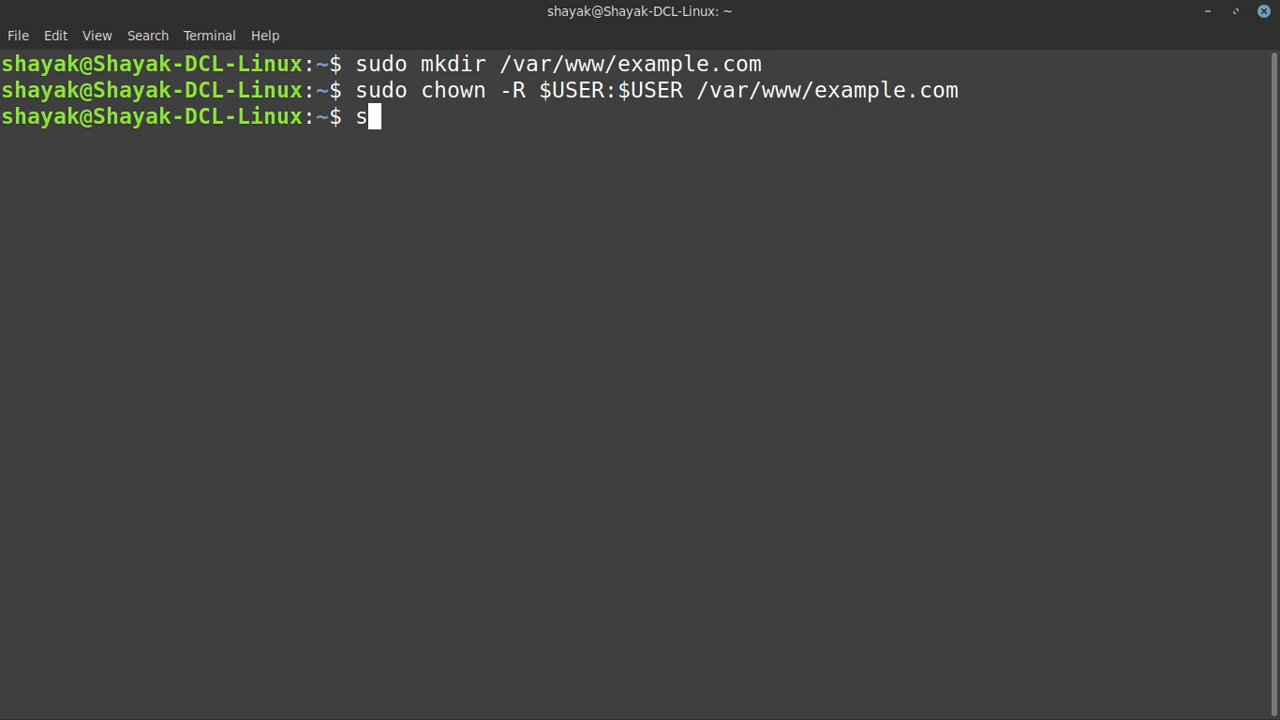 shayak@Shayak-DCL-Linux: ~
File Edit View Search Terminal Help
shayak@Shayak-DCL-Linux:~$ sudo mkdir /var/www/example.com
shayak@Shayak-DCL-Linux:~$ sudo chown -R $USER:$USER /var/www/example.com
shayak@Shayak-DCL-Linux:~$ s